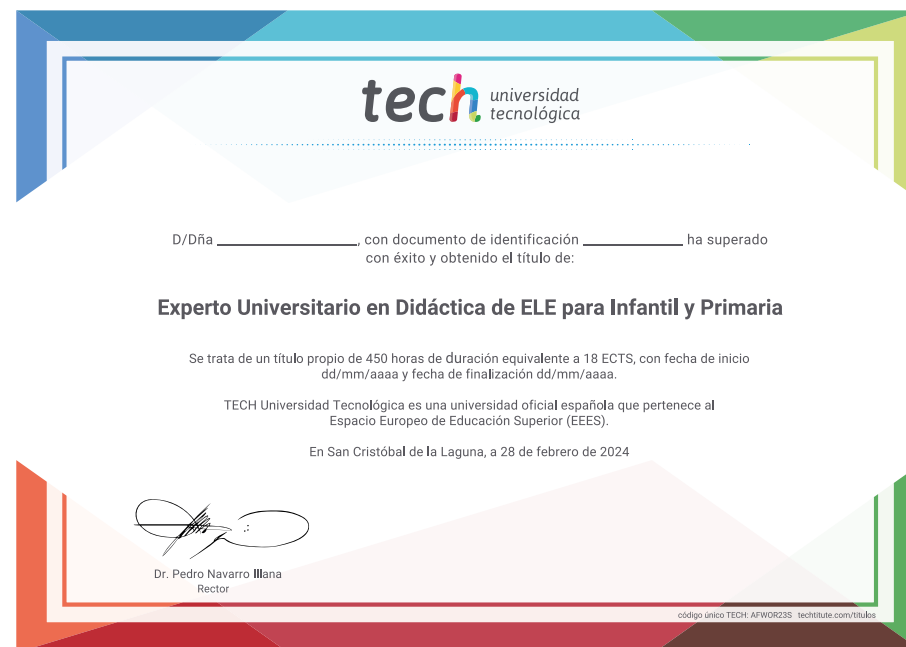 tech universidad
tecnológica
D/Dña ____________________, con documento de identificación ______________ ha superado
con éxito y obtenido el título de:
Experto Universitario en Didáctica de ELE para Infantil y Primaria
Se trata de un título propio de 450 horas de duración equivalente a 18 ECTS, con fecha de inicio
dd/mm/aaaa y fecha de finalización dd/mm/aaaa.
TECH Universidad Tecnológica es una universidad oficial española que pertenece al
Espacio Europeo de Educación Superior (EEES).
En San Cristóbal de la Laguna, a 28 de febrero de 2024
Dr. Pedro Navarro Illana
Rector
código único TECH: AFWOR23S techtitute.com/titulos